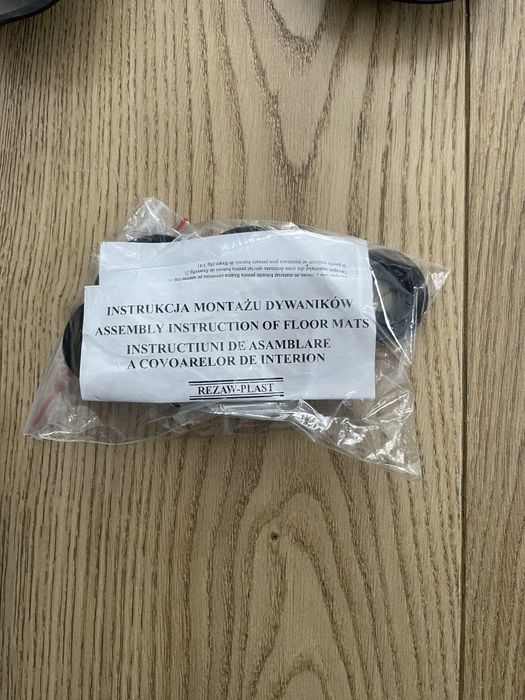 INSTRUKCJA MONTAŻU DYWANIKÓW
ASSEMBLY INSTRUCTION OF FLOOR MATS
INSTRUCTIUNI DE ASAMBLARE
A COVOARELOR DE INTERION
REZAW-PLAST